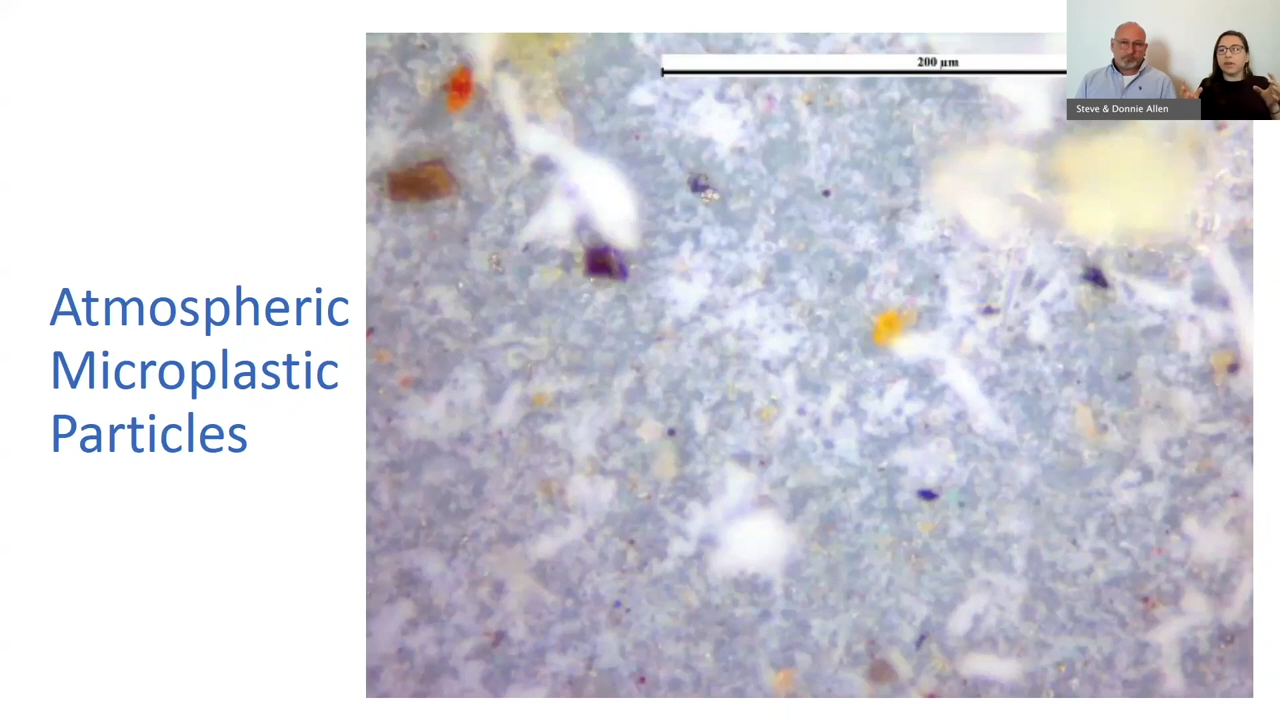 200 µm
Steve & Donnie Allen
Atmospheric
Microplastic
Particles